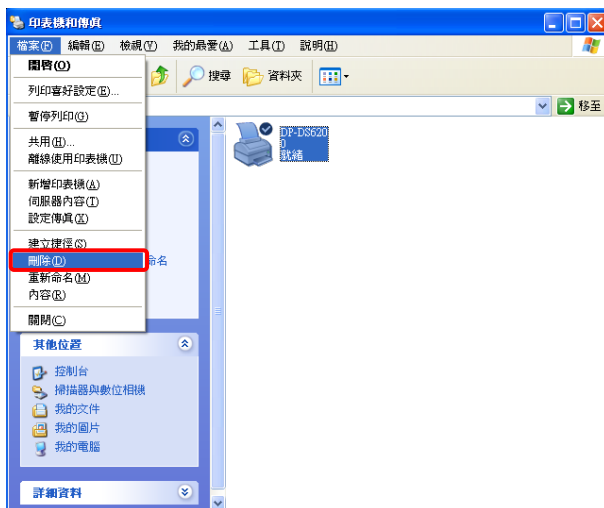 印表機和傳真
檔案(F) 編輯(E) 檢視(V) 我的最愛(A) 工具(T) 說明(H)
搜尋 資料夾
移至
開啓(O)
列印喜好設定(E)...
暫停列印(G)
共用(H)...
離線使用印表機(U)
新增印表機(A)
伺服器內容(T)
設定傳真(X)
建立捷徑(S)
刪除(D)
重新命名(M)
內容(R)
關閉(C)
命名
DP-DS620
0
就緒
其他位置
控制台
掃描器與數位相機
我的文件
我的圖片
我的電腦
詳細資料